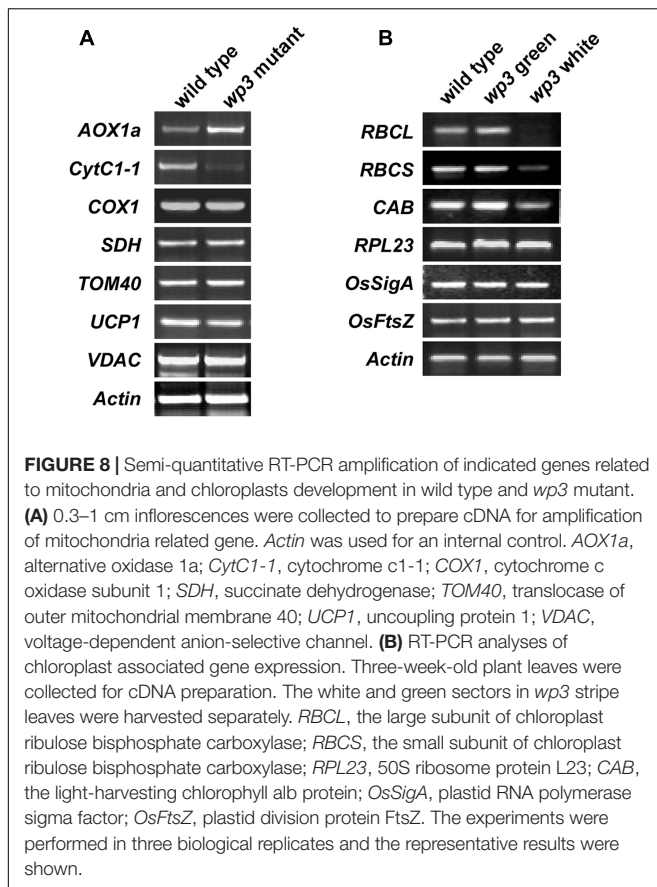 A
B
wild type
wp3 mutant
wild type
wp3 green
wp3 white
AOX1a
CytC1-1
COX1
SDH
TOM40
UCP1
VDAC
Actin
RBCL
RBCS
CAB
RPL23
OsSigA
OsFtsZ
Actin
FIGURE 8 | Semi-quantitative RT-PCR amplification of indicated genes related
to mitochondria and chloroplasts development in wild type and wp3 mutant.
(A) 0.3–1 cm inflorescences were collected to prepare cDNA for amplification
of mitochondria related gene. Actin was used for an internal control. AOX1a,
alternative oxidase 1a; CytC1-1, cytochrome c1-1; COX1, cytochrome c
oxidase subunit 1; SDH, succinate dehydrogenase; TOM40, translocase of
outer mitochondrial membrane 40; UCP1, uncoupling protein 1; VDAC,
voltage-dependent anion-selective channel. (B) RT-PCR analyses of
chloroplast associated gene expression. Three-week-old plant leaves were
collected for cDNA preparation. The white and green sectors in wp3 stripe
leaves were harvested separately. RBCL, the large subunit of chloroplast
ribulose bisphosphate carboxylase; RBCS, the small subunit of chloroplast
ribulose bisphosphate carboxylase; RPL23, 50S ribosome protein L23; CAB,
the light-harvesting chlorophyll alb protein; OsSigA, plastid RNA polymerase
sigma factor; OsFtsZ, plastid division protein FtsZ. The experiments were
performed in three biological replicates and the representative results were
shown.